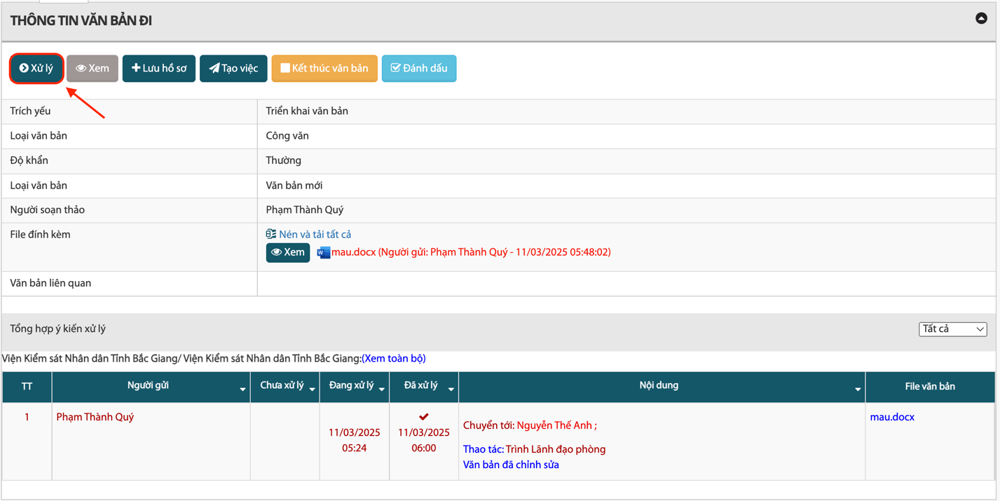 THÔNG TIN VĂN BẢN ĐI
Xử lý Xem Lưu hồ sơ Tạo việc Kết thúc văn bản Đánh dấu
Trích yếu Triển khai văn bản
Loại văn bản Công văn
Độ khẩn Thường
Loại văn bản Văn bản mới
Người soạn thảo Phạm Thành Quý
File đính kèm Nén và tải tất cả
Xem mau.docx (Người gửi: Phạm Thành Quý - 11/03/2025 05:48:02)
Văn bản liên quan
Tổng hợp ý kiến xử lý Tất cả
Viện Kiểm sát Nhân dân Tỉnh Bắc Giang/ Viện Kiểm sát Nhân dân Tỉnh Bắc Giang:(Xem toàn bộ)
TT Người gửi Chưa xử lý Đang xử lý Đã xử lý Nội dung File văn bản
1 Phạm Thành Quý mau.docx
11/03/2025 05:24
11/03/2025 06:00
Chuyển tới: Nguyễn Thế Anh ;
Thao tác: Trình Lãnh đạo phòng
Văn bản đã chỉnh sửa